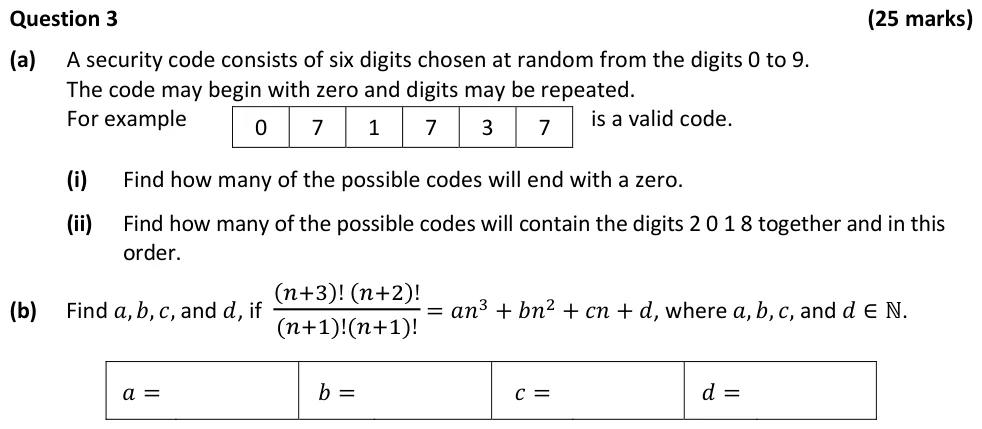 Question 3 (25 marks)
(a) A security code consists of six digits chosen at random from the digits 0 to 9.
The code may begin with zero and digits may be repeated.
For example 0 7 1 7 3 7 is a valid code.
(i) Find how many of the possible codes will end with a zero.
(ii) Find how many of the possible codes will contain the digits 2 0 1 8 together and in this
order.
(b) Find a, b, c, and d, if (n+3)! (n+2)! / (n+1)!(n+1)! = an³ + bn² + cn + d, where a, b, c, and d ∈ ℕ.
a = b = c = d =